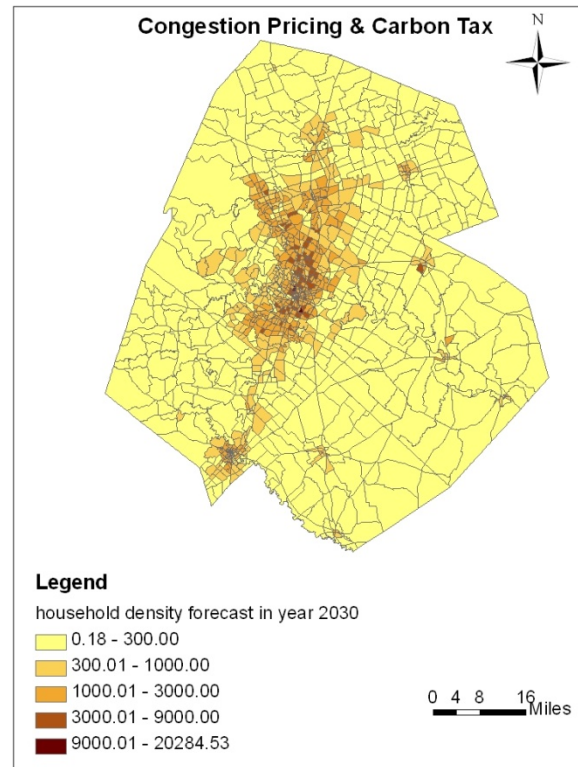 Congestion Pricing & Carbon Tax
N
Legend
household density forecast in year 2030
0.18 - 300.00
300.01 - 1000.00
1000.01 - 3000.00
3000.01 - 9000.00
9000.01 - 20284.53
0 4 8 16
Miles